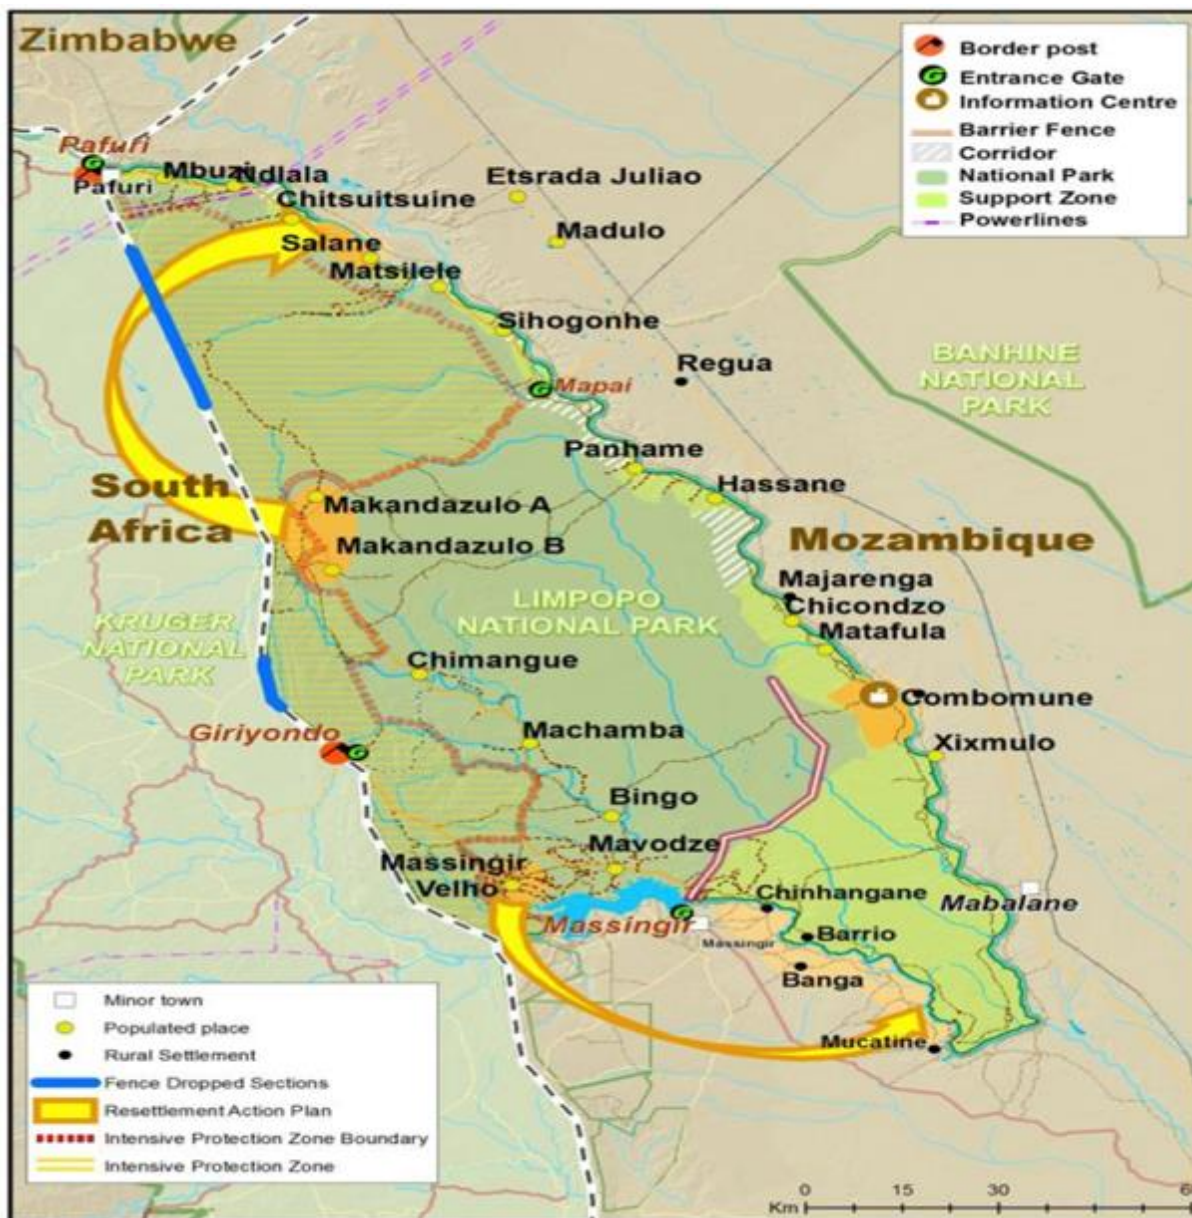 Zimbabwe
Border post
Entrance Gate
Information Centre
Barrier Fence
Corridor
National Park
Support Zone
Powerlines
Pafuri
Pafuri
Mbuzi
Ndlala
Chitsuitsuine
Etsrada Juliao
Madulo
Salane
Matsilele
Sihogonhe
Regua
Mapai
BANHINE
NATIONAL
PARK
Panhame
Hassane
South
Africa
Makandazulo A
Makandazulo B
Mozambique
Majarenga
Chicondzo
Matafula
LIMPOPO
NATIONAL PARK
KRUGER
NATIONAL
PARK
Chimangue
Combomune
Giriyondo
Machamba
Xixmulo
Bingo
Mavodze
Massingir
Velho
Massingir
Massingir
Chinhangane
Mabalane
Barrio
Banga
Mucatine
Minor town
Populated place
Rural Settlement
Fence Dropped Sections
Resettlement Action Plan
Intensive Protection Zone Boundary
Intensive Protection Zone
0 15 30
Km